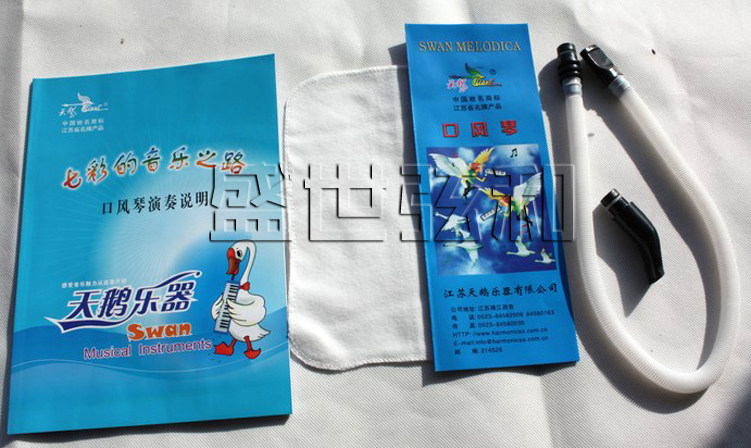 天鹅
中国驰名商标
江苏省名牌产品
七彩的音乐之路
口风琴演奏说明
天鹅乐器
Swan
Musical Instruments
SWAN MELODICA
天鹅
中国驰名商标
江苏省名牌产品
口风琴
江苏天鹅乐器有限公司
盛世弦和